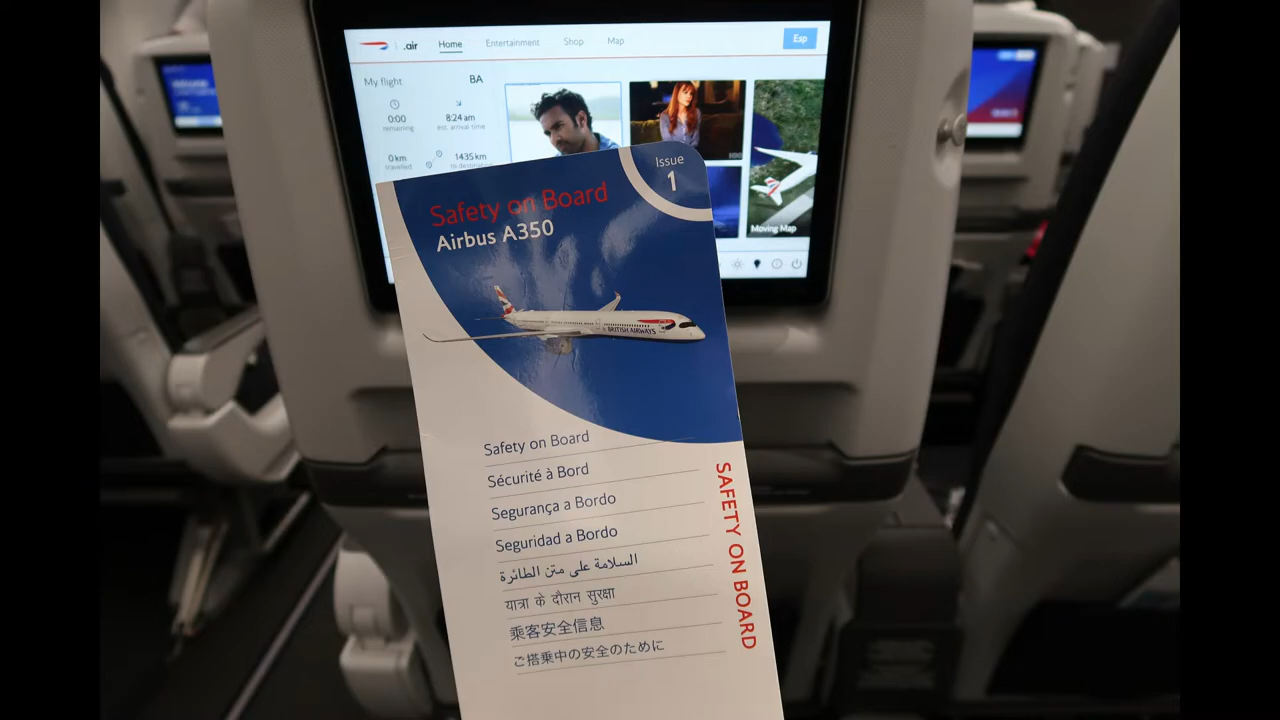 .air Home Entertainment Shop Map Esp
My flight BA
0:00 8:24 am
remaining est. arrival time
0 km 1435 km
travelled to destination
Moving Map
Issue
1
Safety on Board
Airbus A350
BRITISH AIRWAYS
Safety on Board
Sécurité à Bord
Segurança a Bordo
Seguridad a Bordo
السلامة على متن الطائرة
यात्रा के दौरान सुरक्षा
乘客安全信息
ご搭乗中の安全のために
SAFETY ON BOARD